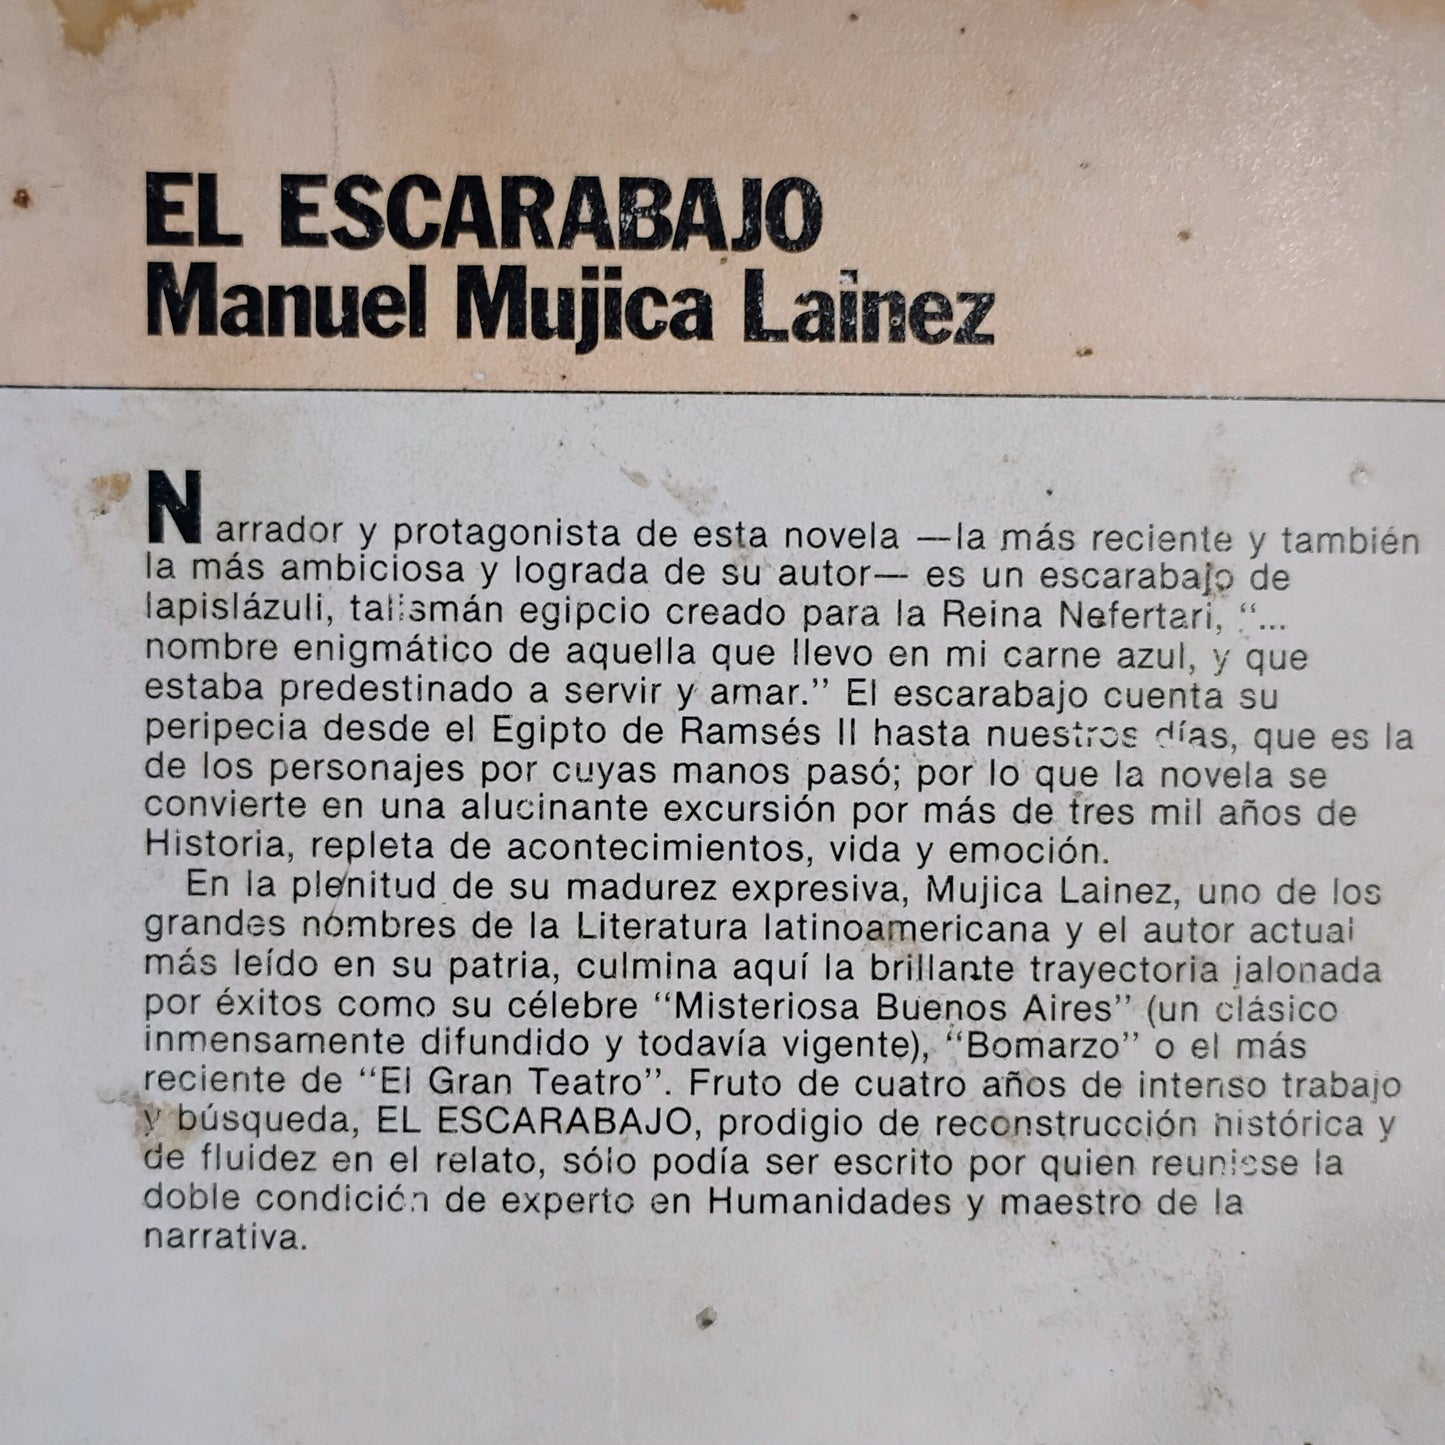 EL ESCARABAJO
Manuel Mujica Lainez
Narrador y protagonista de esta novela —la más reciente y también
la más ambiciosa y lograda de su autor— es un escarabajo de
lapislázuli, talismán egipcio creado para la Reina Nefertari, “...
nombre enigmático de aquella que llevo en mi carne azul, y que
estaba predestinado a servir y amar.” El escarabajo cuenta su
peripecia desde el Egipto de Ramsés II hasta nuestros días, que es la
de los personajes por cuyas manos pasó; por lo que la novela se
convierte en una alucinante excursión por más de tres mil años de
Historia, repleta de acontecimientos, vida y emoción.
En la plenitud de su madurez expresiva, Mujica Lainez, uno de los
grandes nombres de la Literatura latinoamericana y el autor actual
más leído en su patria, culmina aquí la brillante trayectoria jalonada
por éxitos como su célebre “Misteriosa Buenos Aires” (un clásico
inmensamente difundido y todavía vigente), “Bomarzo” o el más
reciente de “El Gran Teatro”. Fruto de cuatro años de intenso trabajo
y búsqueda, EL ESCARABAJO, prodigio de reconstrucción histórica y
de fluidez en el relato, sólo podía ser escrito por quien reuniese la
doble condición de experto en Humanidades y maestro de la
narrativa.